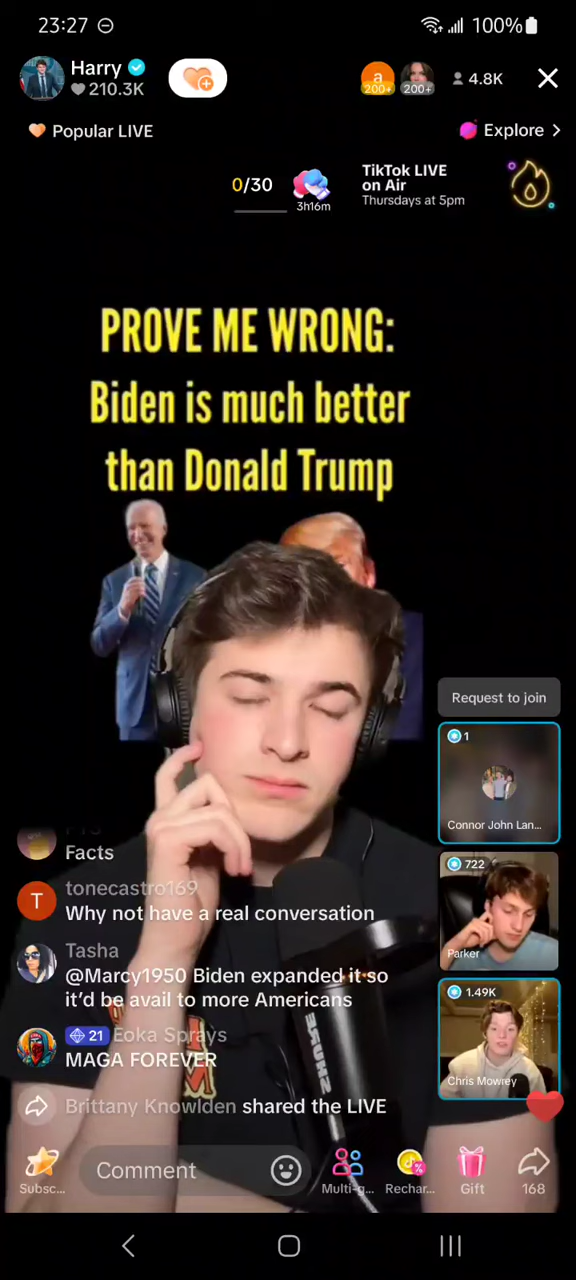 23:27
100%
Harry
210.3K
a
200+
200+
4.8K
Popular LIVE
Explore >
0/30
3h16m
TikTok LIVE
on Air
Thursdays at 5pm
PROVE ME WRONG:
Biden is much better
than Donald Trump
Request to join
1
Connor John Lan...
722
Parker
1.49K
Chris Mowrey
Facts
T
tonecastro169
Why not have a real conversation
Tasha
@Marcy1950 Biden expanded it so
it'd be avail to more Americans
21 Eoka Sprays
MAGA FOREVER
Brittany Knowlden shared the LIVE
SHURE
Comment
Subsc...
Multi-g...
Rechar...
Gift
168